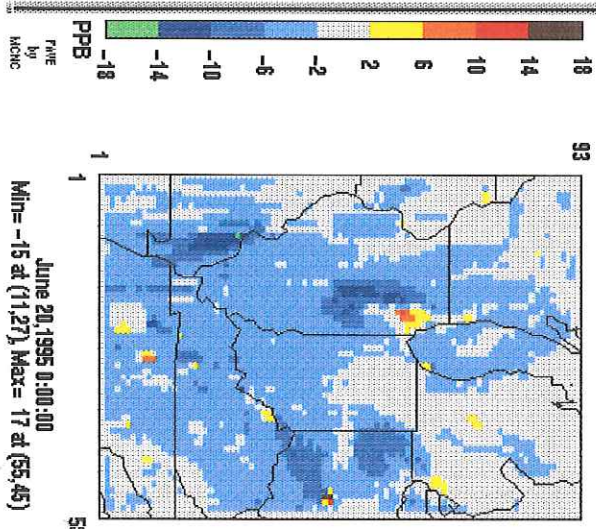 18
14
10
6
2
-2
-6
-10
-14
-18
PPB
PAVE
by
MCNC
93
1
1
June 20,1995 0:00:00
Min= -15 at (11,27), Max= 17 at (55,45)